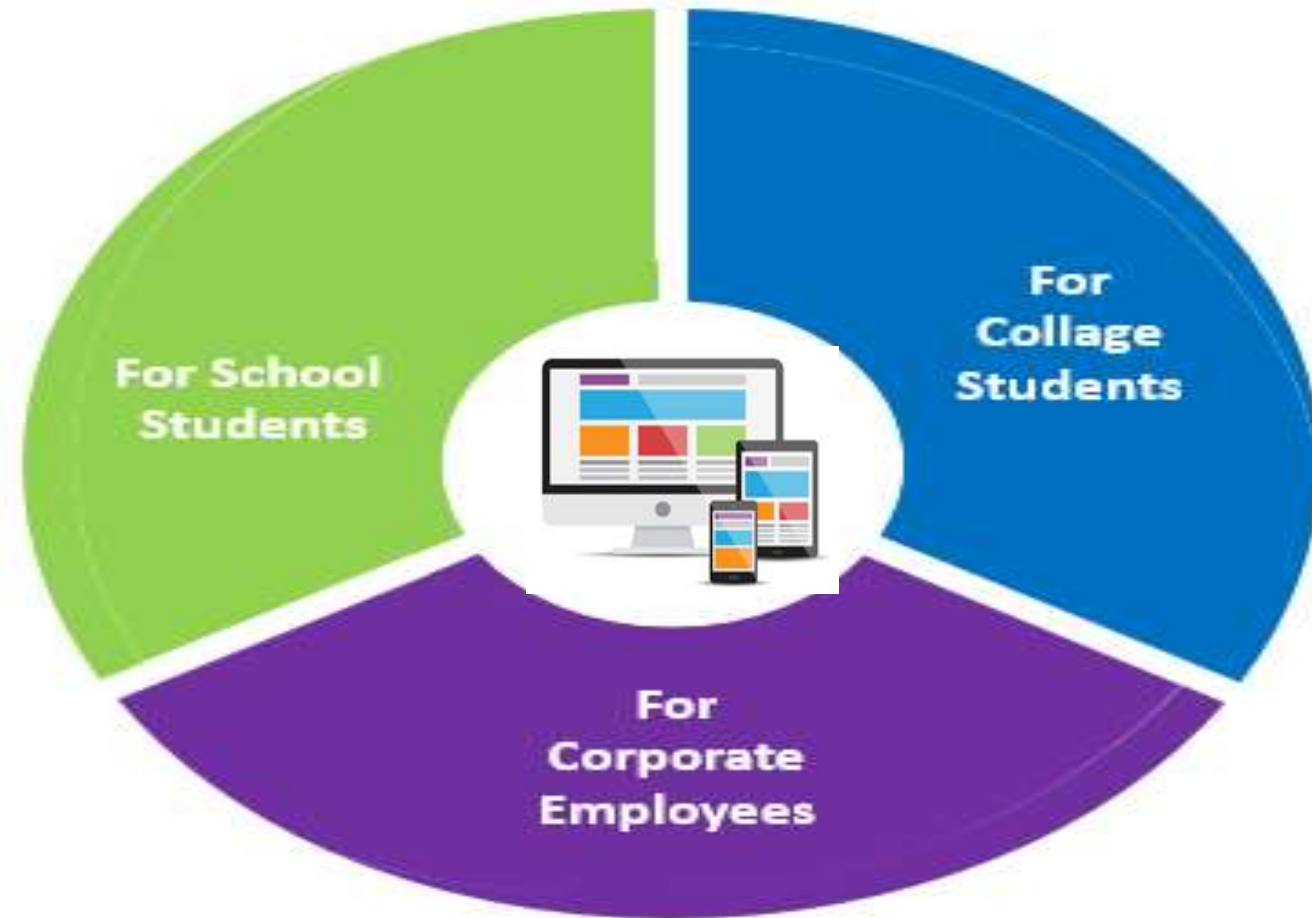 For School
Students
For
Collage
Students
For
Corporate
Employees